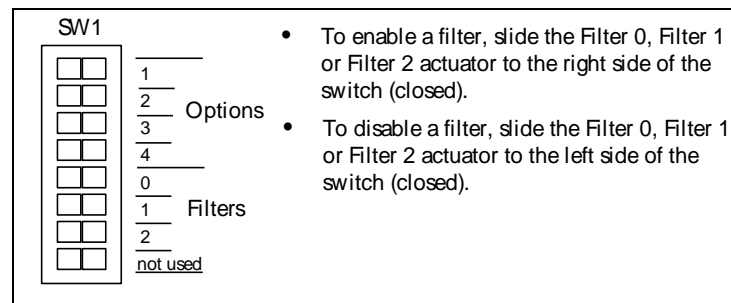 SW1
1
2
3
4
Options
0
1
2
Filters
not used
• To enable a filter, slide the Filter 0, Filter 1
or Filter 2 actuator to the right side of the
switch (closed).
• To disable a filter, slide the Filter 0, Filter 1
or Filter 2 actuator to the left side of the
switch (closed).